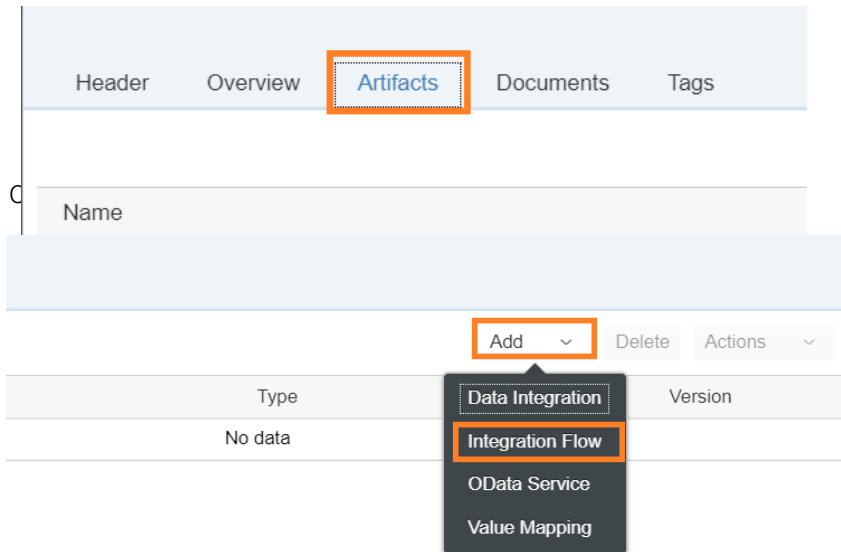 Header Overview Artifacts Documents Tags
Name
Add Delete Actions
Type Version
No data
Data Integration
Integration Flow
OData Service
Value Mapping